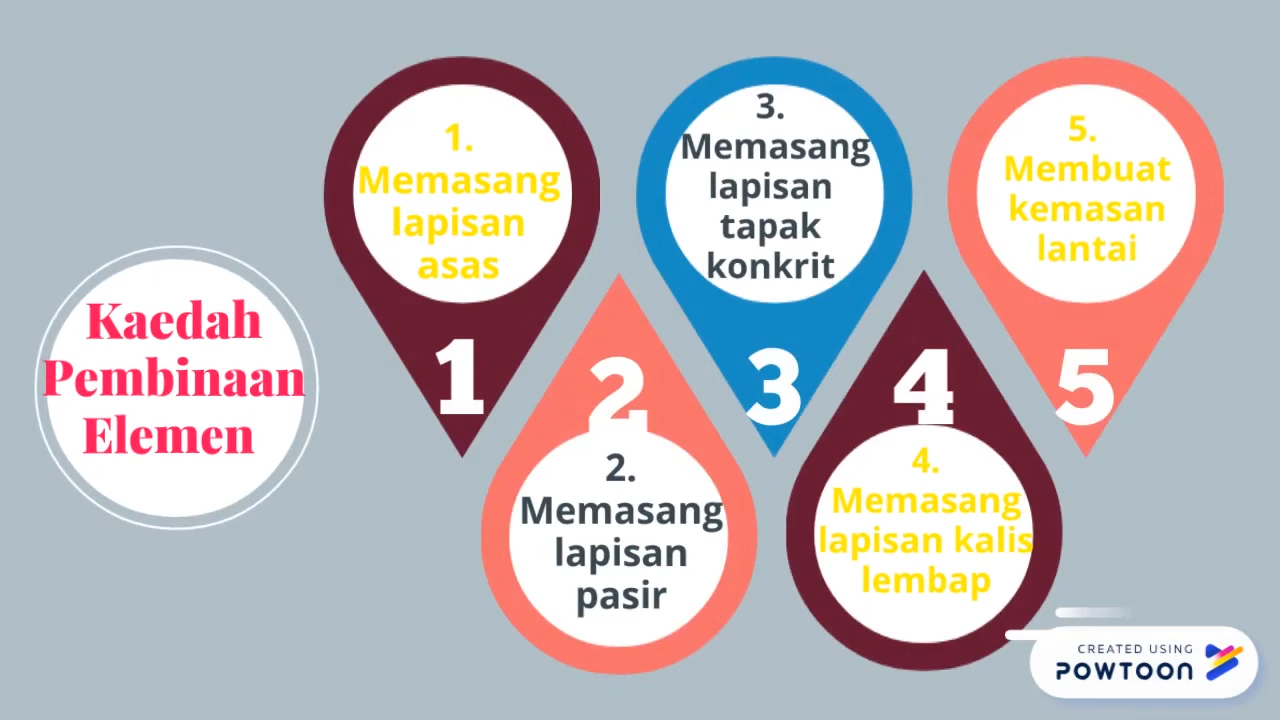 Kaedah
Pembinaan
Elemen
1.
Memasang
lapisan
asas
1
2
2.
Memasang
lapisan
pasir
3.
Memasang
lapisan
tapak
konkrit
3
4
4.
Memasang
lapisan kalis
lembap
5.
Membuat
kemasan
lantai
5
CREATED USING
POWTOON